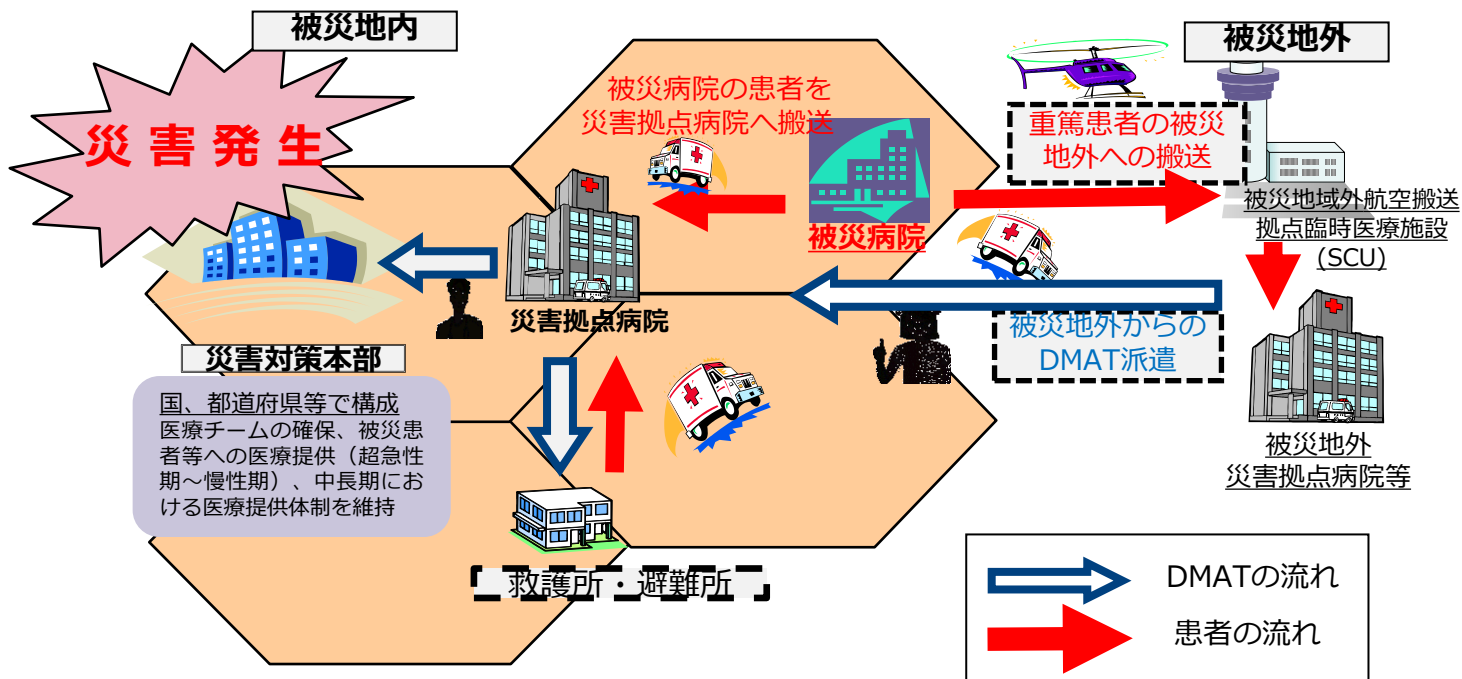 被災地内
災害発生
被災病院の患者を
災害拠点病院へ搬送
被災病院
被災地外
重篤患者の被災
地外への搬送
被災地域外航空搬送
拠点臨時医療施設
(SCU)
災害拠点病院
被災地外からの
DMAT派遣
災害対策本部
国、都道府県等で構成
医療チームの確保、被災患
者等への医療提供（超急性
期～慢性期）、中長期にお
ける医療提供体制を維持
被災地外
災害拠点病院等
救護所・避難所
DMATの流れ
患者の流れ